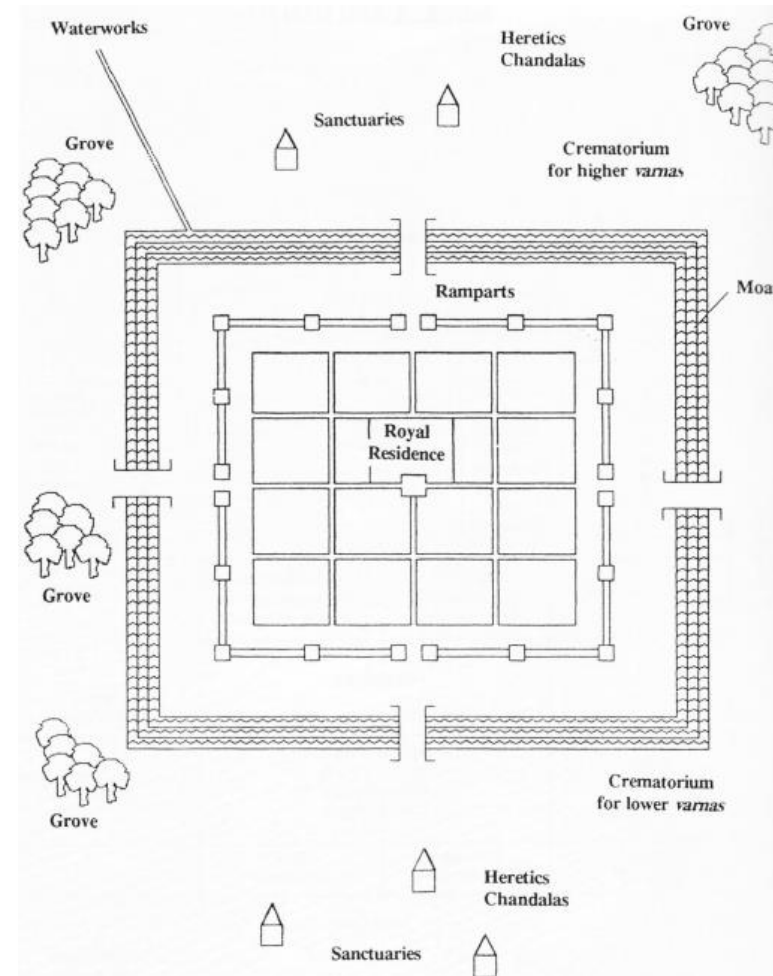 Waterworks
Heretics
Chandalas
Grove
Sanctuaries
Grove
Crematorium
for higher varnas
Ramparts
Moa
Royal
Residence
Grove
Grove
Crematorium
for lower varnas
Heretics
Chandalas
Sanctuaries